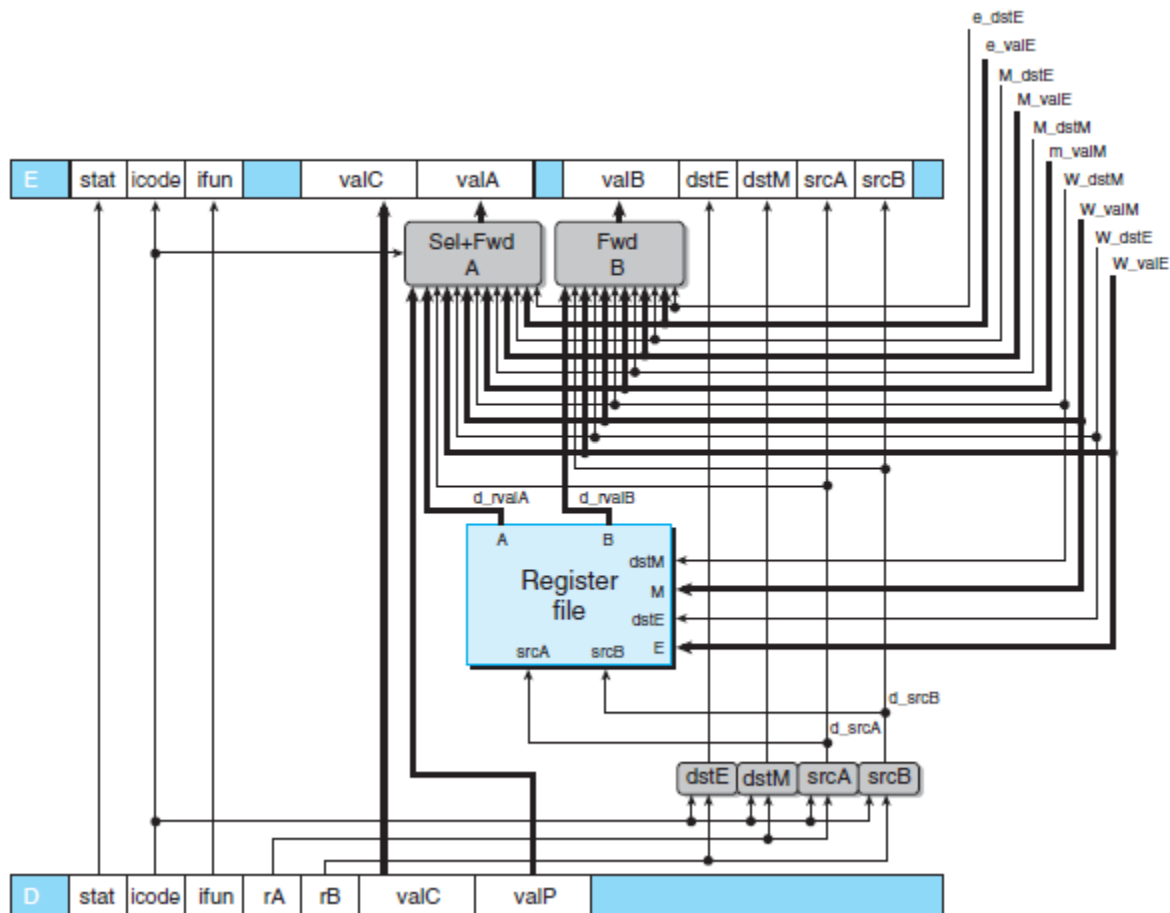 e_dstE
e_valE
M_dstE
M_valE
M_dstM
m_valM
W_dstM
W_valM
W_dstE
W_valE
E stat icode ifun valC valA valB dstE dstM srcA srcB
Sel+Fwd
A
Fwd
B
d_rvalA d_rvalB
A B
dstM
Register
file
M
dstE
E
srcA srcB
d_srcB
d_srcA
dstE dstM srcA srcB
D stat icode ifun rA rB valC valP